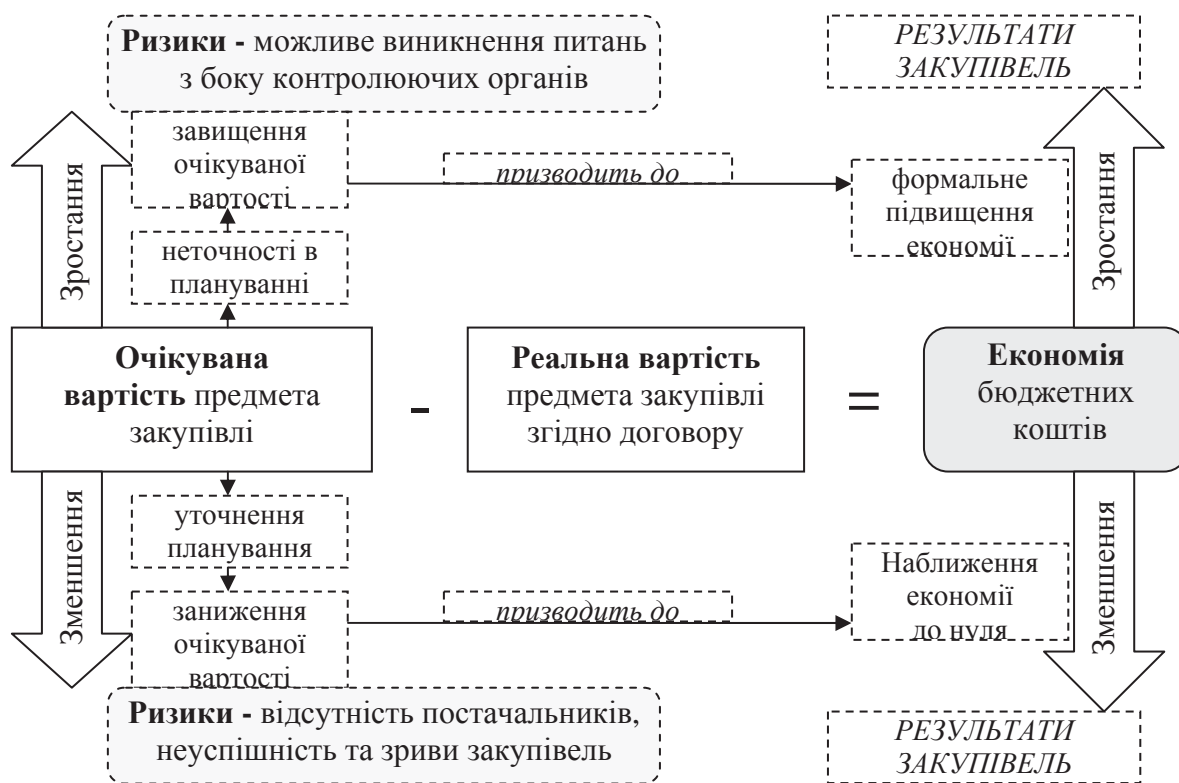 Ризики - можливе виникнення питань
з боку контролюючих органів
РЕЗУЛЬТАТИ
ЗАКУПІВЕЛЬ
Зростання
завищення
очікуваної
вартості
призводить до
формальне
підвищення
економії
Зростання
неточності в
плануванні
Очікувана
вартість предмета
закупівлі
-
Реальна вартість
предмета закупівлі
згідно договору
=
Економія
бюджетних
коштів
Зменшення
уточнення
планування
заниження
очікуваної
вартості
призводить до
Наближення
економії
до нуля
Зменшення
Ризики - відсутність постачальників,
неуспішність та зриви закупівель
РЕЗУЛЬТАТИ
ЗАКУПІВЕЛЬ